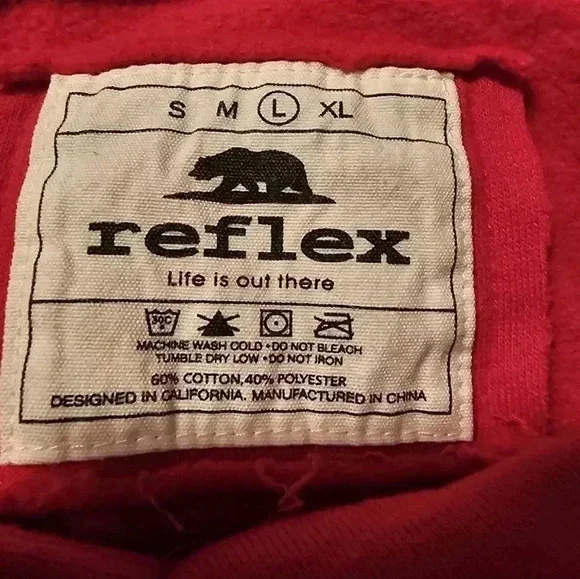 S M L XL
reflex
Life is out there
30C
MACHINE WASH COLD • DO NOT BLEACH
TUMBLE DRY LOW • DO NOT IRON
60% COTTON, 40% POLYESTER
DESIGNED IN CALIFORNIA. MANUFACTURED IN CHINA